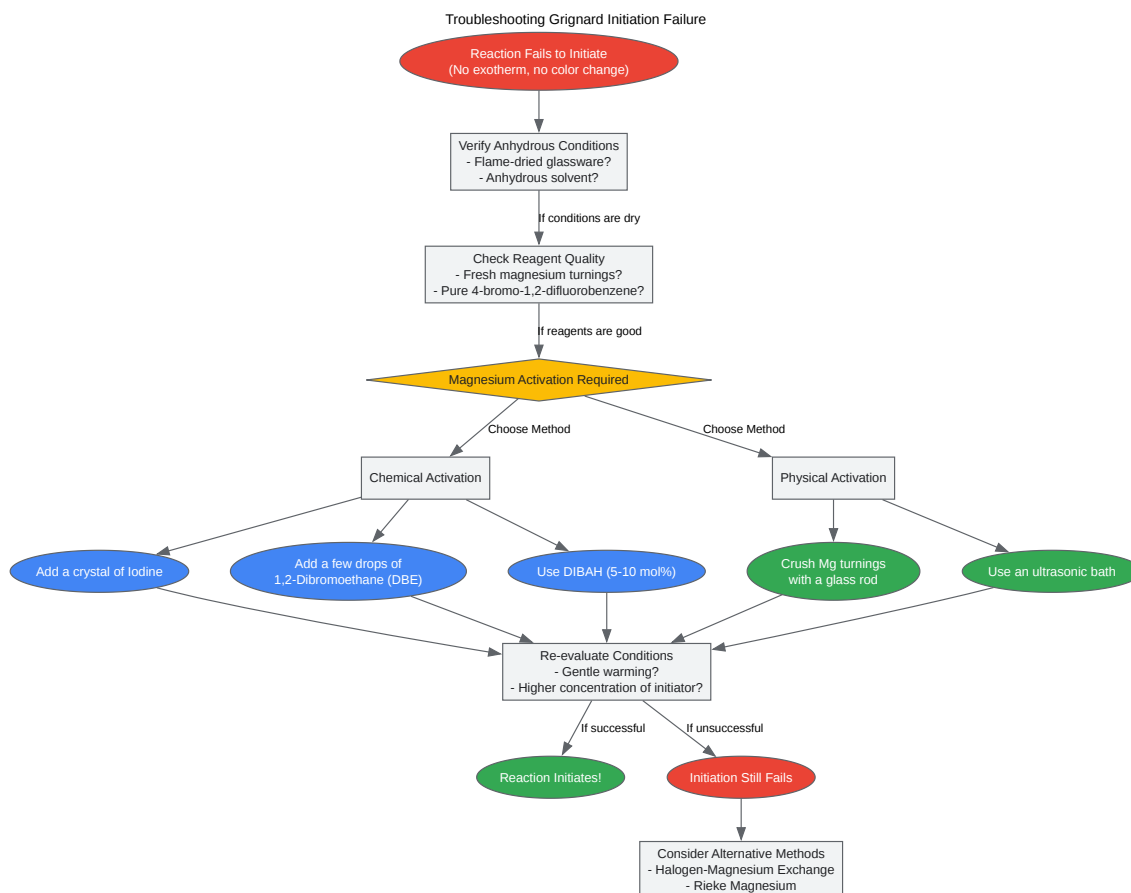 Troubleshooting Grignard Initiation Failure
Reaction Fails to Initiate
(No exotherm, no color change)
Verify Anhydrous Conditions
- Flame-dried glassware?
- Anhydrous solvent?
If conditions are dry
Check Reagent Quality
- Fresh magnesium turnings?
- Pure 4-bromo-1,2-difluorobenzene?
If reagents are good
Magnesium Activation Required
Choose Method
Choose Method
Chemical Activation
Physical Activation
Add a crystal of Iodine
Add a few drops of
1,2-Dibromoethane (DBE)
Use DIBAH (5-10 mol%)
Crush Mg turnings
with a glass rod
Use an ultrasonic bath
Re-evaluate Conditions
- Gentle warming?
- Higher concentration of initiator?
If successful
If unsuccessful
Reaction Initiates!
Initiation Still Fails
Consider Alternative Methods
- Halogen-Magnesium Exchange
- Rieke Magnesium